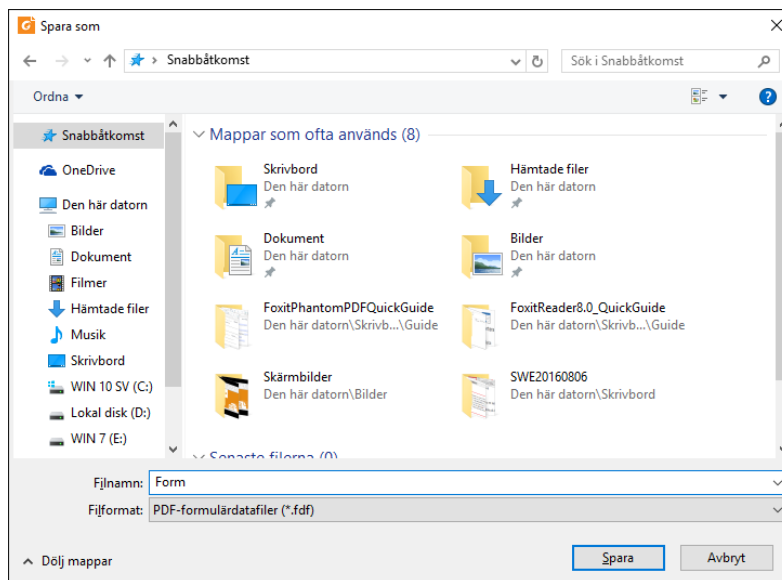 Spara som
Snabbåtkomst
Sök i Snabbåtkomst
Ordna
Snabbåtkomst
OneDrive
Den här datorn
Bilder
Dokument
Filmer
Hämtade filer
Musik
Skrivbord
WIN 10 SV (C:)
Lokal disk (D:)
WIN 7 (E:)
Mappar som ofta används (8)
Skrivbord
Den här datorn
Hämtade filer
Den här datorn
Dokument
Den här datorn
Bilder
Den här datorn
FoxitPhantomPDFQuickGuide
Den här datorn\Skrivb...\Guide
FoxitReader8.0_QuickGuide
Den här datorn\Skrivb...\Guide
Skärmbilder
Den här datorn\Bilder
SWE20160806
Den här datorn\Skrivbord
Senaste filerna (0)
Filnamn: Form
Filformat: PDF-formulärdatafiler (*.fdf)
Dölj mappar
Spara
Avbryt